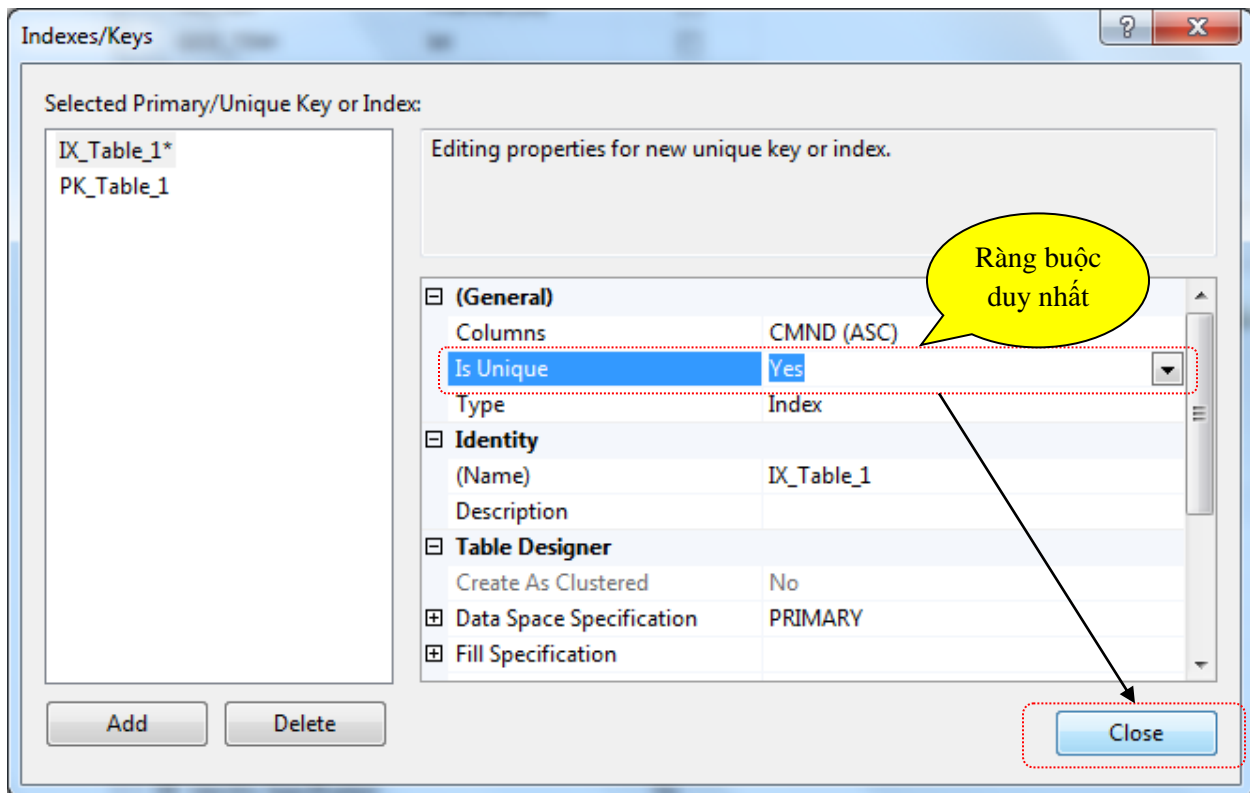 Indexes/Keys
Selected Primary/Unique Key or Index:
IX_Table_1*
PK_Table_1
Editing properties for new unique key or index.
Ràng buộc
duy nhất
(General)
Columns CMND (ASC)
Is Unique Yes
Type Index
Identity
(Name) IX_Table_1
Description
Table Designer
Create As Clustered No
Data Space Specification PRIMARY
Fill Specification
Add Delete
Close